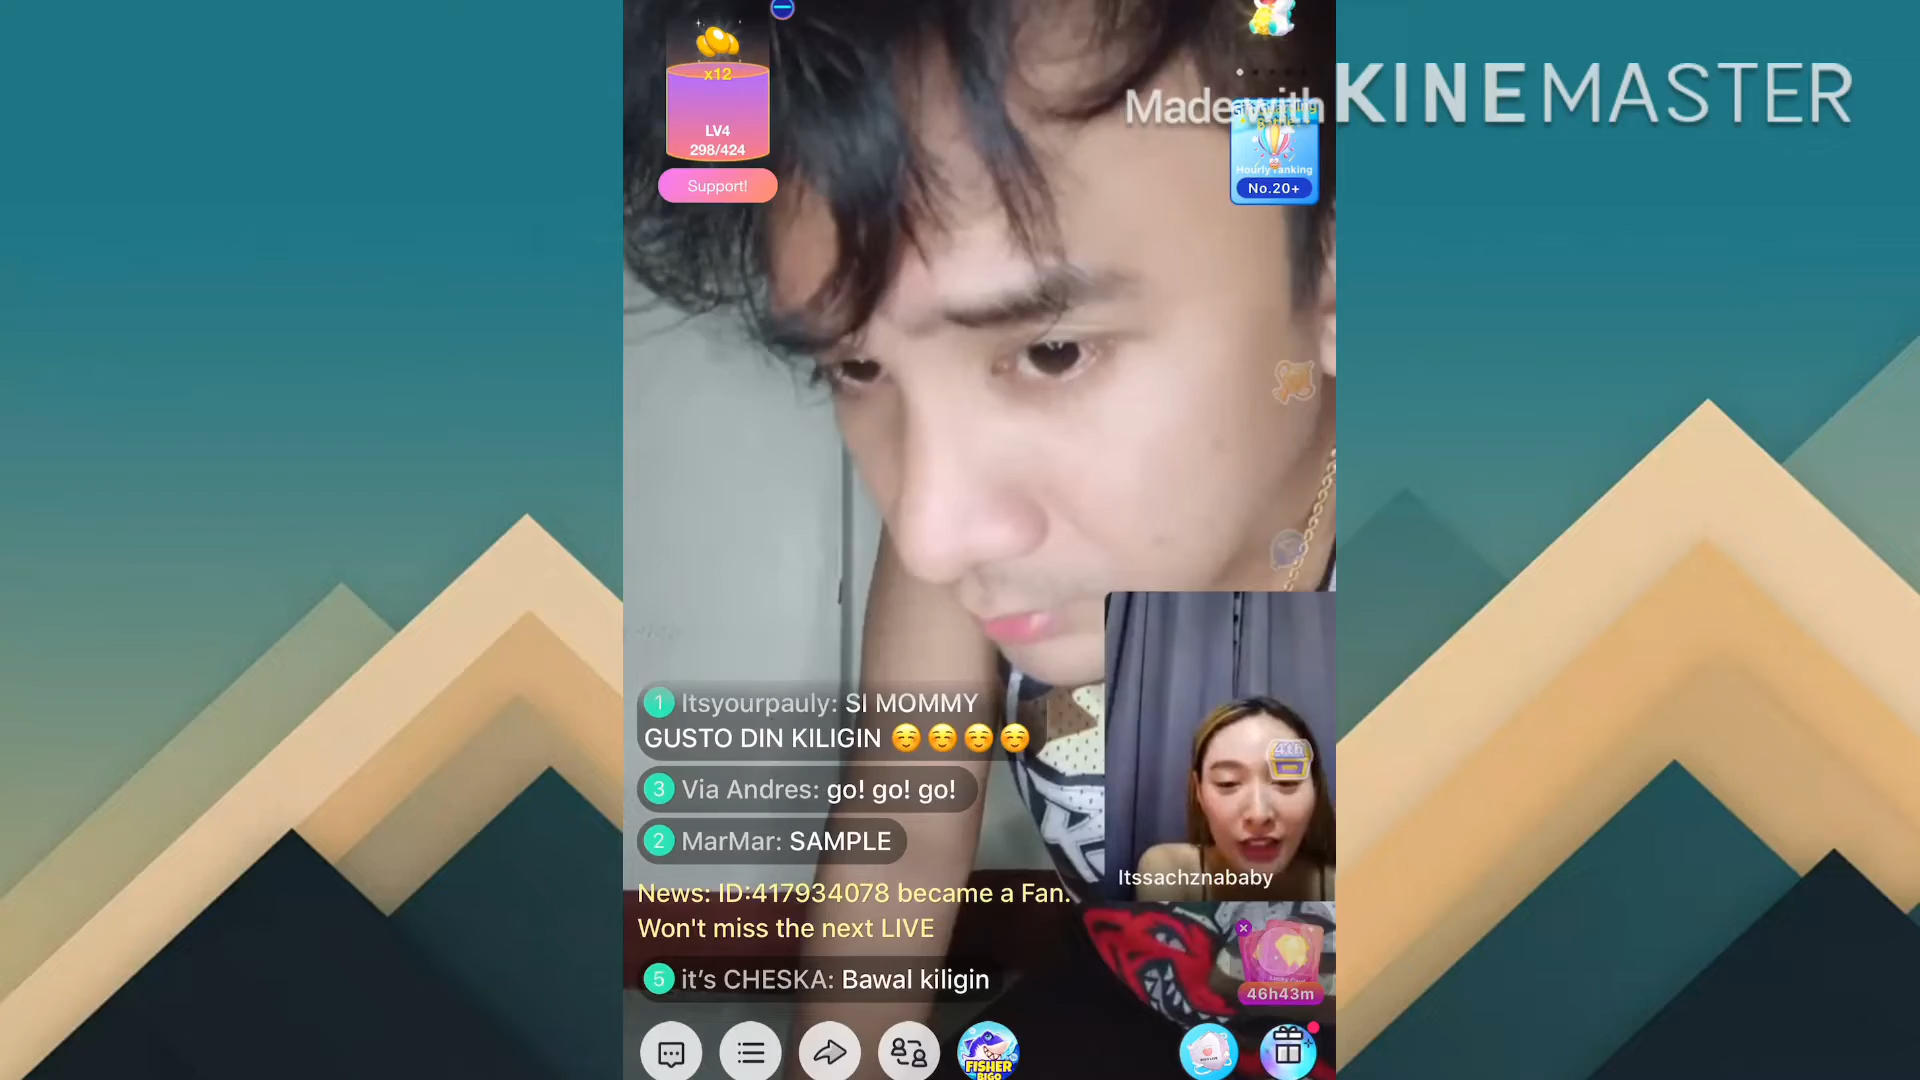 x12
LV4
298/424
Support!
Made with KINEMASTER
Hourly ranking
No.20+
1 Itsyourpauly: SI MOMMY
GUSTO DIN KILIGIN ☺️☺️☺️☺️
3 Via Andres: go! go! go!
2 MarMar: SAMPLE
News: ID:417934078 became a Fan.
Won't miss the next LIVE
5 it’s CHESKA: Bawal kiligin
4th
Itssachznababy
46h43m
FISHER
BIGO